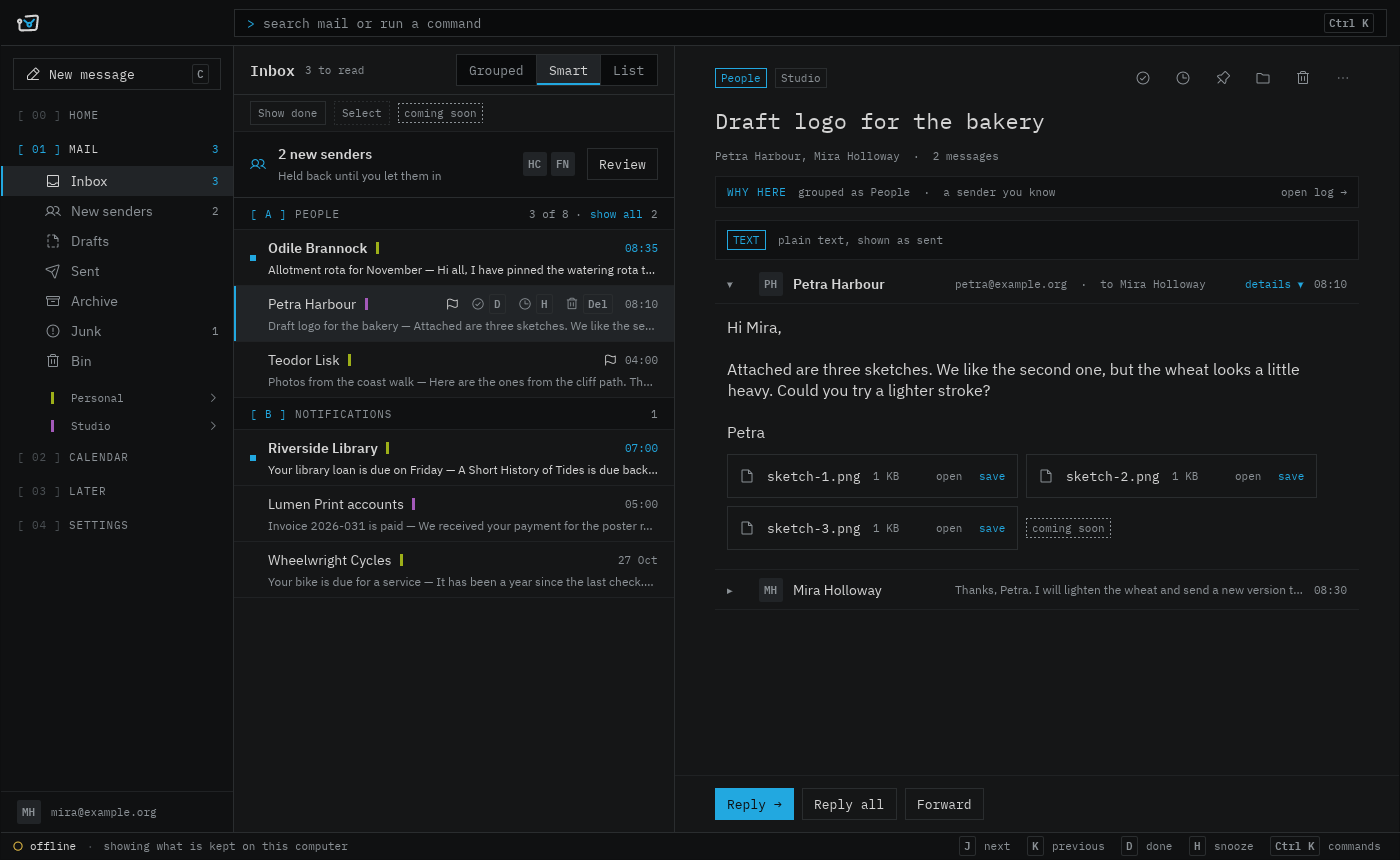 > search mail or run a command Ctrl K
New message C
[ 00 ] HOME
[ 01 ] MAIL 3
Inbox 3
New senders 2
Drafts
Sent
Archive
Junk 1
Bin
Personal
Studio
[ 02 ] CALENDAR
[ 03 ] LATER
[ 04 ] SETTINGS
MH mira@example.org
Inbox 3 to read Grouped Smart List
Show done Select coming soon
2 new senders
Held back until you let them in
HC FN Review
[ A ] PEOPLE 3 of 8 · show all 2
Odile Brannock 08:35
Allotment rota for November — Hi all, I have pinned the watering rota t…
Petra Harbour D H Del 08:10
Draft logo for the bakery — Attached are three sketches. We like the se…
Teodor Lisk 04:00
Photos from the coast walk — Here are the ones from the cliff path. Th…
[ B ] NOTIFICATIONS 1
Riverside Library 07:00
Your library loan is due on Friday — A Short History of Tides is due back…
Lumen Print accounts 05:00
Invoice 2026-031 is paid — We received your payment for the poster r…
Wheelwright Cycles 27 Oct
Your bike is due for a service — It has been a year since the last check.…
People Studio
Draft logo for the bakery
Petra Harbour, Mira Holloway · 2 messages
WHY HERE grouped as People · a sender you know open log →
TEXT plain text, shown as sent
▾ PH Petra Harbour petra@example.org · to Mira Holloway details ▾ 08:10
Hi Mira,
Attached are three sketches. We like the second one, but the wheat looks a little
heavy. Could you try a lighter stroke?
Petra
sketch-1.png 1 KB open save
sketch-2.png 1 KB open save
sketch-3.png 1 KB open save
coming soon
▸ MH Mira Holloway Thanks, Petra. I will lighten the wheat and send a new version t… 08:30
Reply → Reply all Forward
offline · showing what is kept on this computer
J next K previous D done H snooze Ctrl K commands